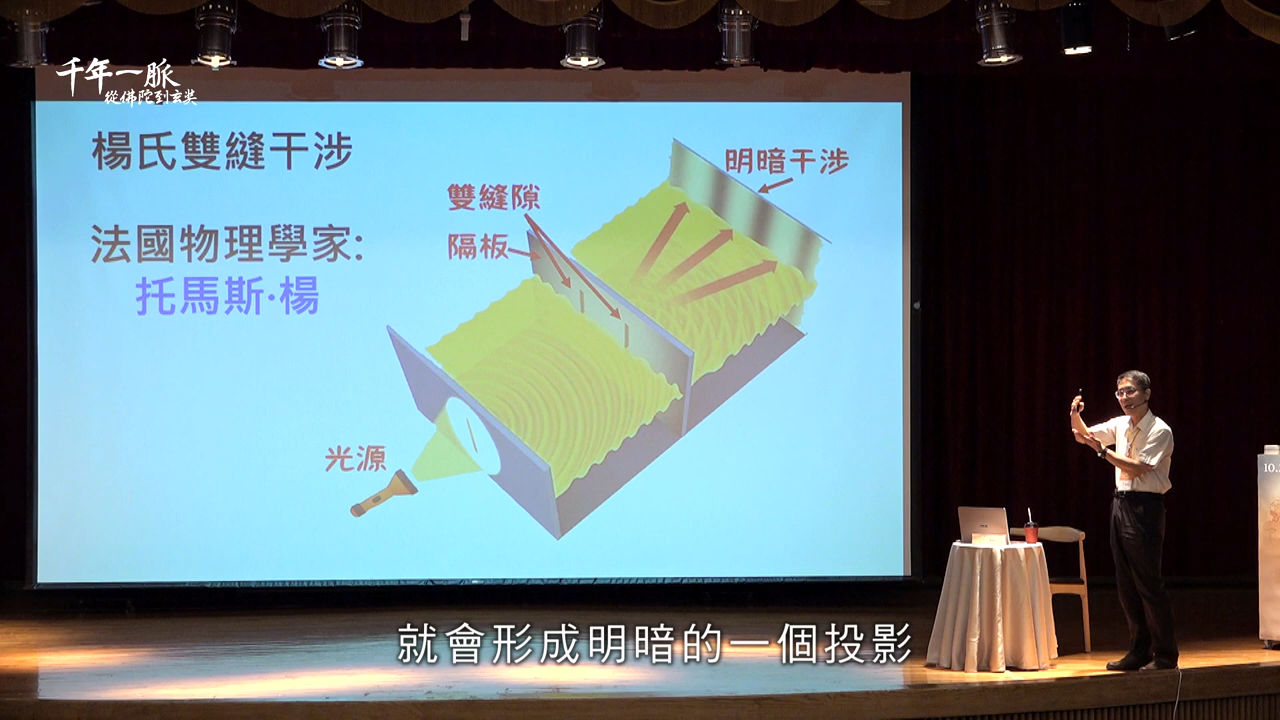 千年一脈
從佛陀到玄奘
楊氏雙縫干涉
法國物理學家:
托馬斯·楊
明暗干涉
雙縫隙
隔板
光源
10.
就會形成明暗的一個投影